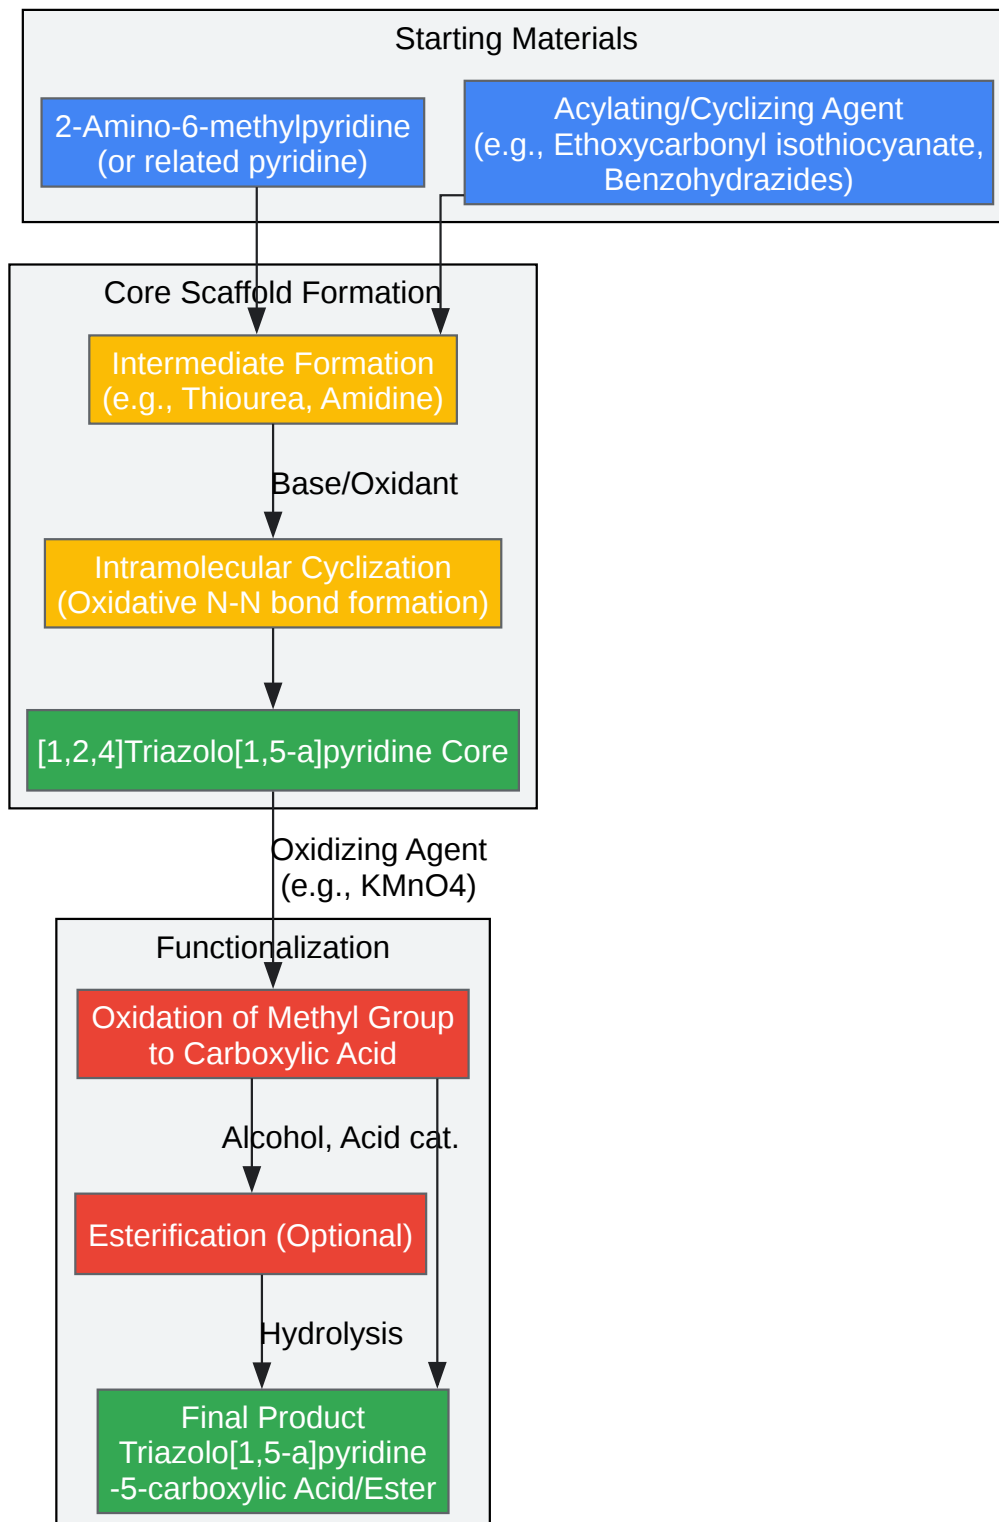 Starting Materials
2-Amino-6-methylpyridine
(or related pyridine)
Acylating/Cyclizing Agent
(e.g., Ethoxycarbonyl isothiocyanate,
Benzohydrazides)
Core Scaffold Formation
Intermediate Formation
(e.g., Thiourea, Amidine)
Base/Oxidant
Intramolecular Cyclization
(Oxidative N-N bond formation)
[1,2,4]Triazolo[1,5-a]pyridine Core
Oxidizing Agent
(e.g., KMnO4)
Functionalization
Oxidation of Methyl Group
to Carboxylic Acid
Alcohol, Acid cat.
Esterification (Optional)
Hydrolysis
Final Product
Triazolo[1,5-a]pyridine
-5-carboxylic Acid/Ester